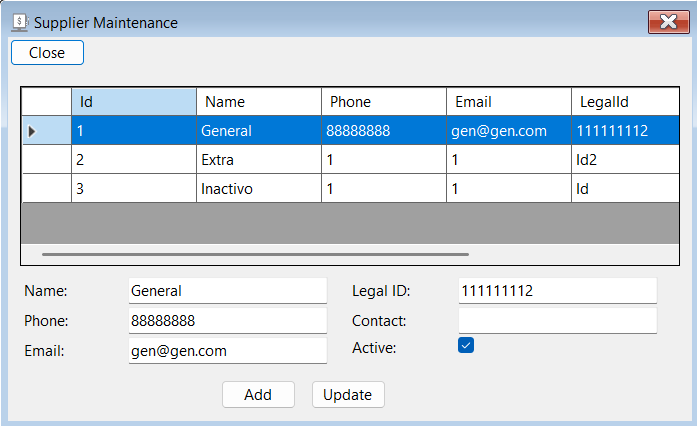 Supplier Maintenance
Close
Id Name Phone Email LegalId
1 General 88888888 gen@gen.com 111111112
2 Extra 1 1 Id2
3 Inactivo 1 1 Id
Name: General Legal ID: 111111112
Phone: 88888888 Contact:
Email: gen@gen.com Active:
Add Update